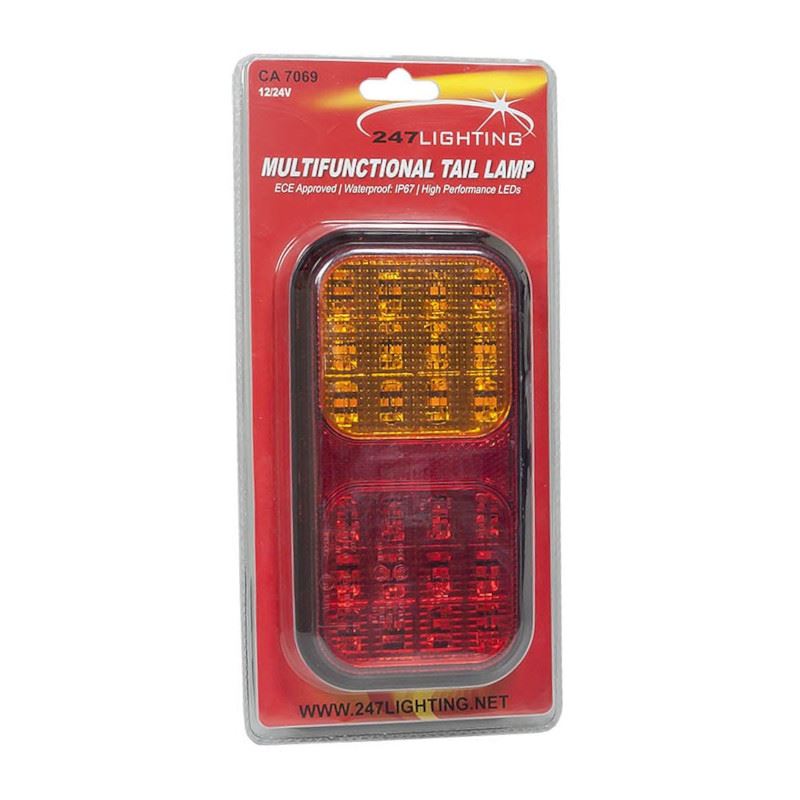 CA 7069
12/24V
247LIGHTING
MULTIFUNCTIONAL TAIL LAMP
ECE Approved | Waterproof: IP67 | High Performance LEDs
WWW.247LIGHTING.NET